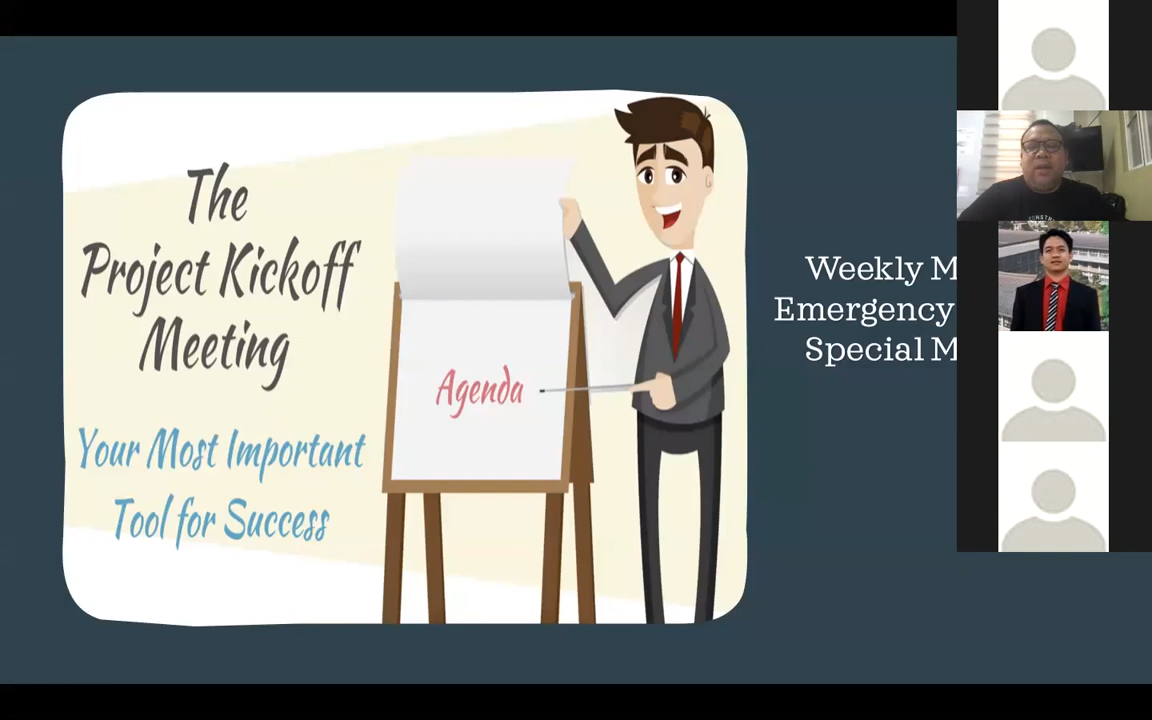 The
Project Kickoff
Meeting
Your Most Important
Tool for Success
Agenda
Weekly
Emergency
Special